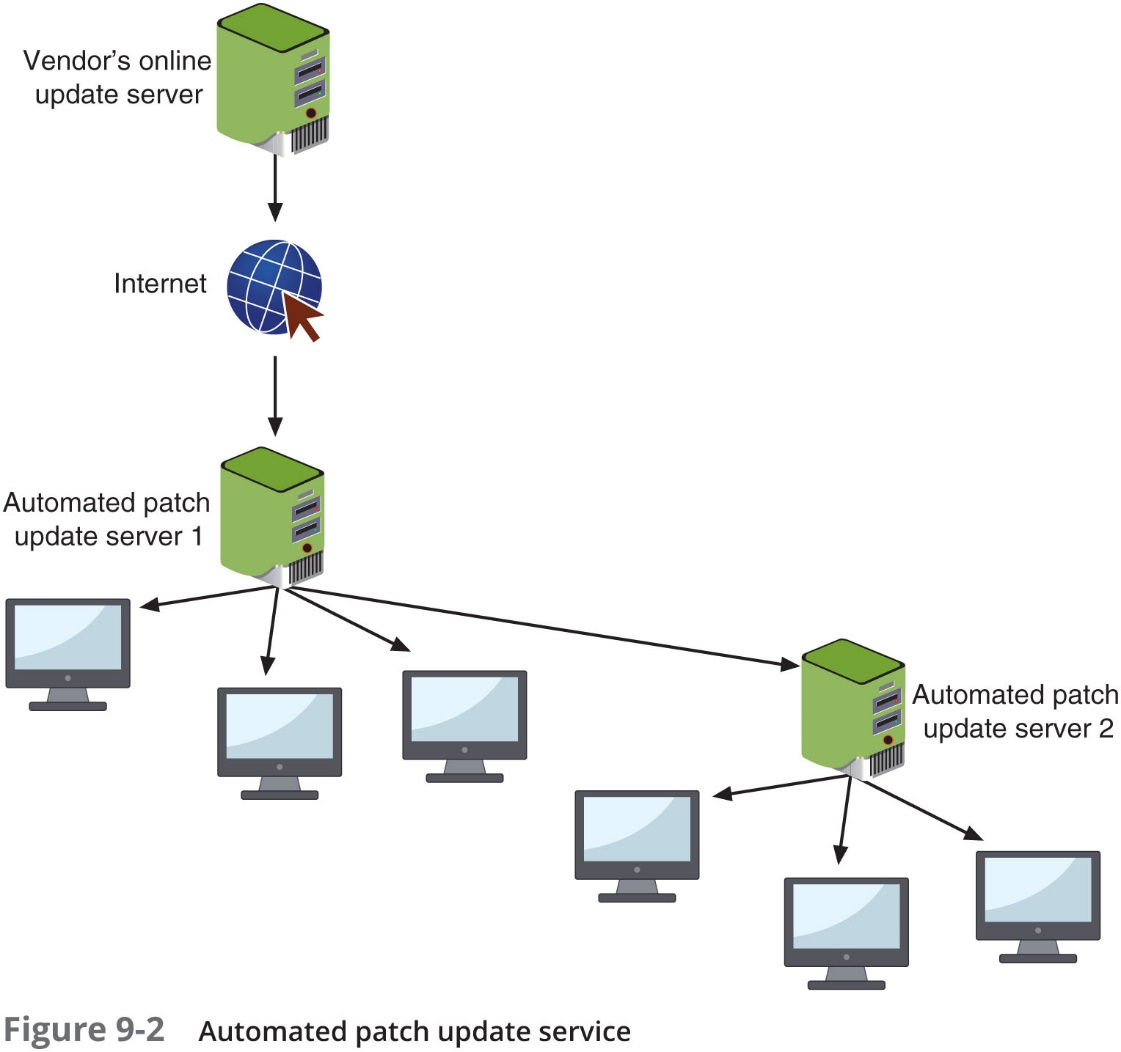 Vendor’s online
update server
Internet
Automated patch
update server 1
Automated patch
update server 2
Figure 9-2 Automated patch update service